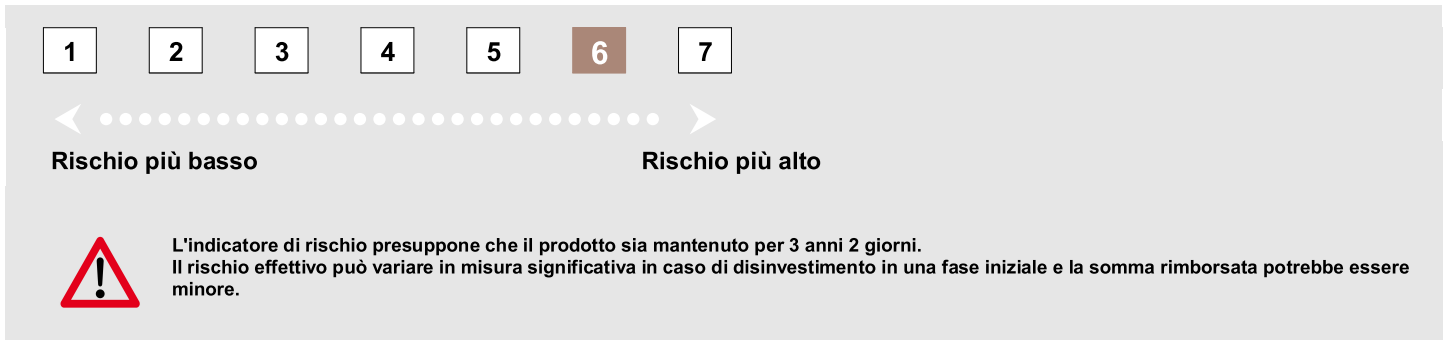 1 2 3 4 5 6 7
Rischio più basso Rischio più alto
L'indicatore di rischio presuppone che il prodotto sia mantenuto per 3 anni 2 giorni.
Il rischio effettivo può variare in misura significativa in caso di disinvestimento in una fase iniziale e la somma rimborsata potrebbe essere
minore.